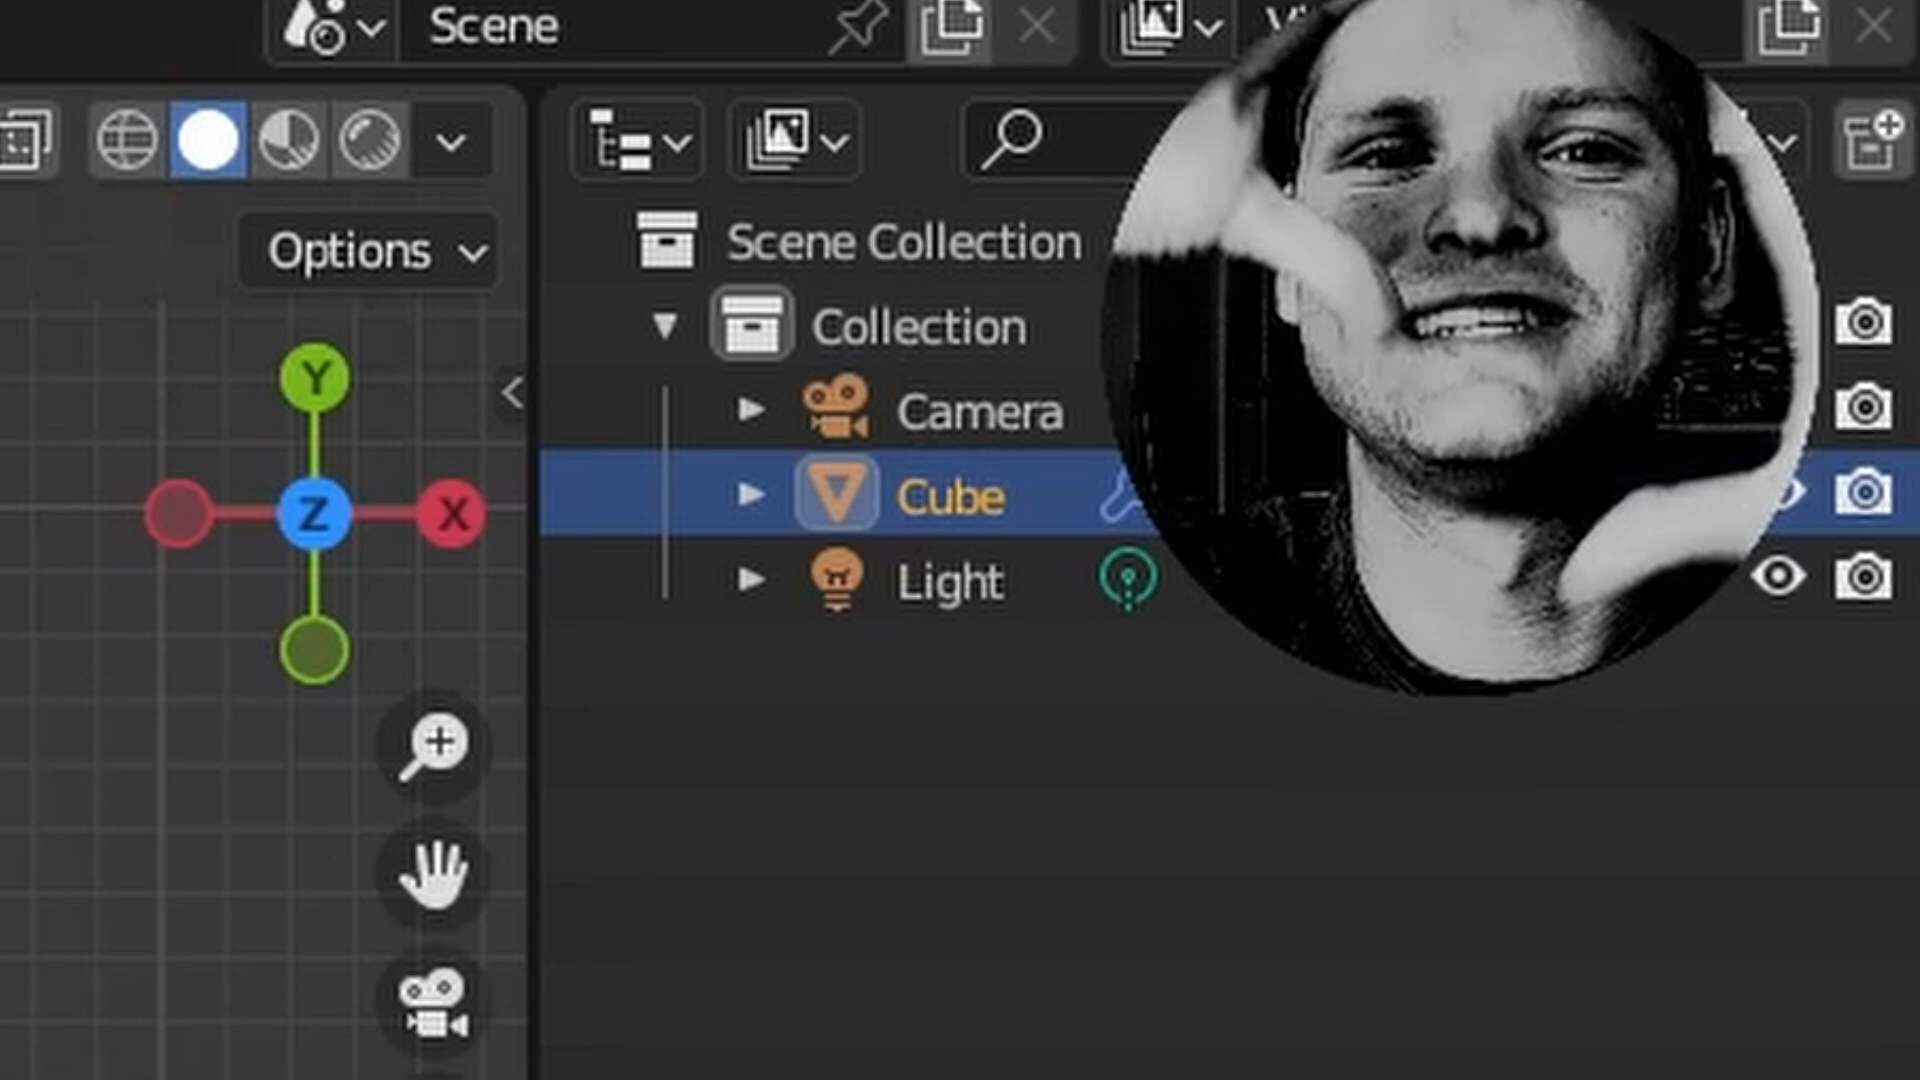 Scene
Options
Scene Collection
Collection
Camera
Cube
Light
Y
Z
X